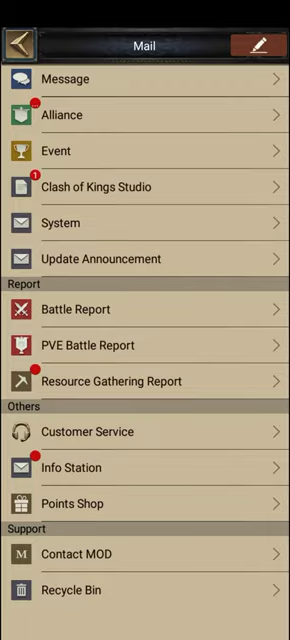 Mail
Message
...
Alliance
Event
1
Clash of Kings Studio
System
Update Announcement
Report
Battle Report
PVE Battle Report
Resource Gathering Report
Others
Customer Service
Info Station
Points Shop
Support
M
Contact MOD
Recycle Bin